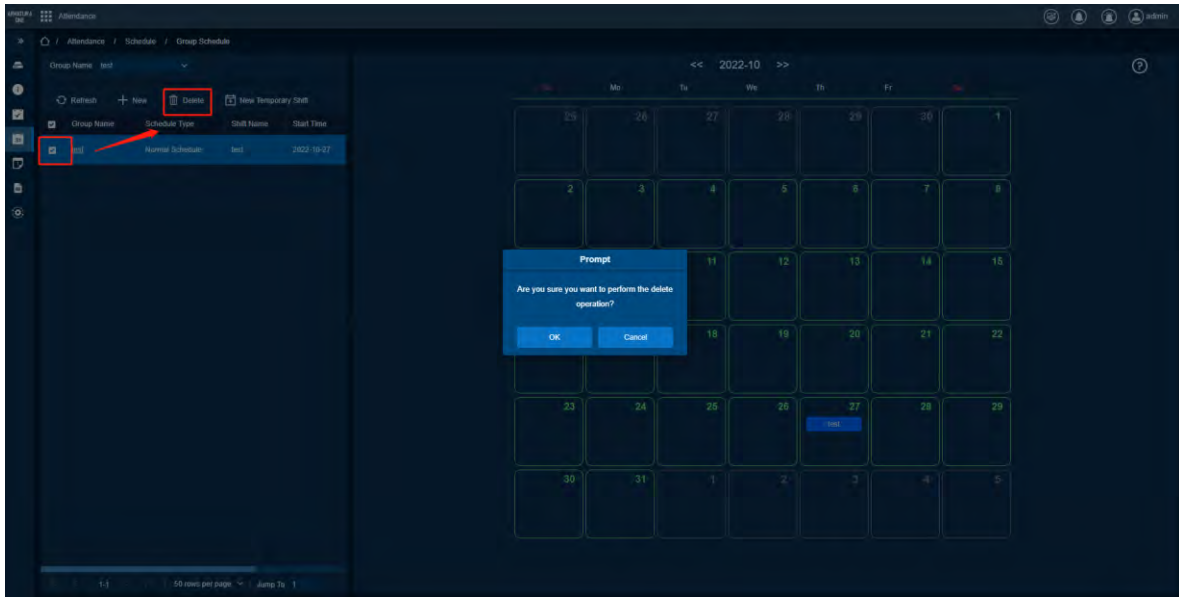 Attendance
admin
/ Attendance / Schedule / Group Schedule
Group Name test
Refresh New Delete New Temporary Shift
Group Name Schedule Type Shift Name Start Time
test Normal Schedule test 2022-10-27
<< 2022-10 >>
Mo Tu We Th Fr
25 26 27 28 29 30 1
2 3 4 5 6 7 8
11 12 13 14 15
18 19 20 21 22
23 24 25 26 27 28 29
test
30 31 1 2 3 4 5
Prompt
Are you sure you want to perform the delete
operation?
OK Cancel
1-1 50 rows per page Jump To 1